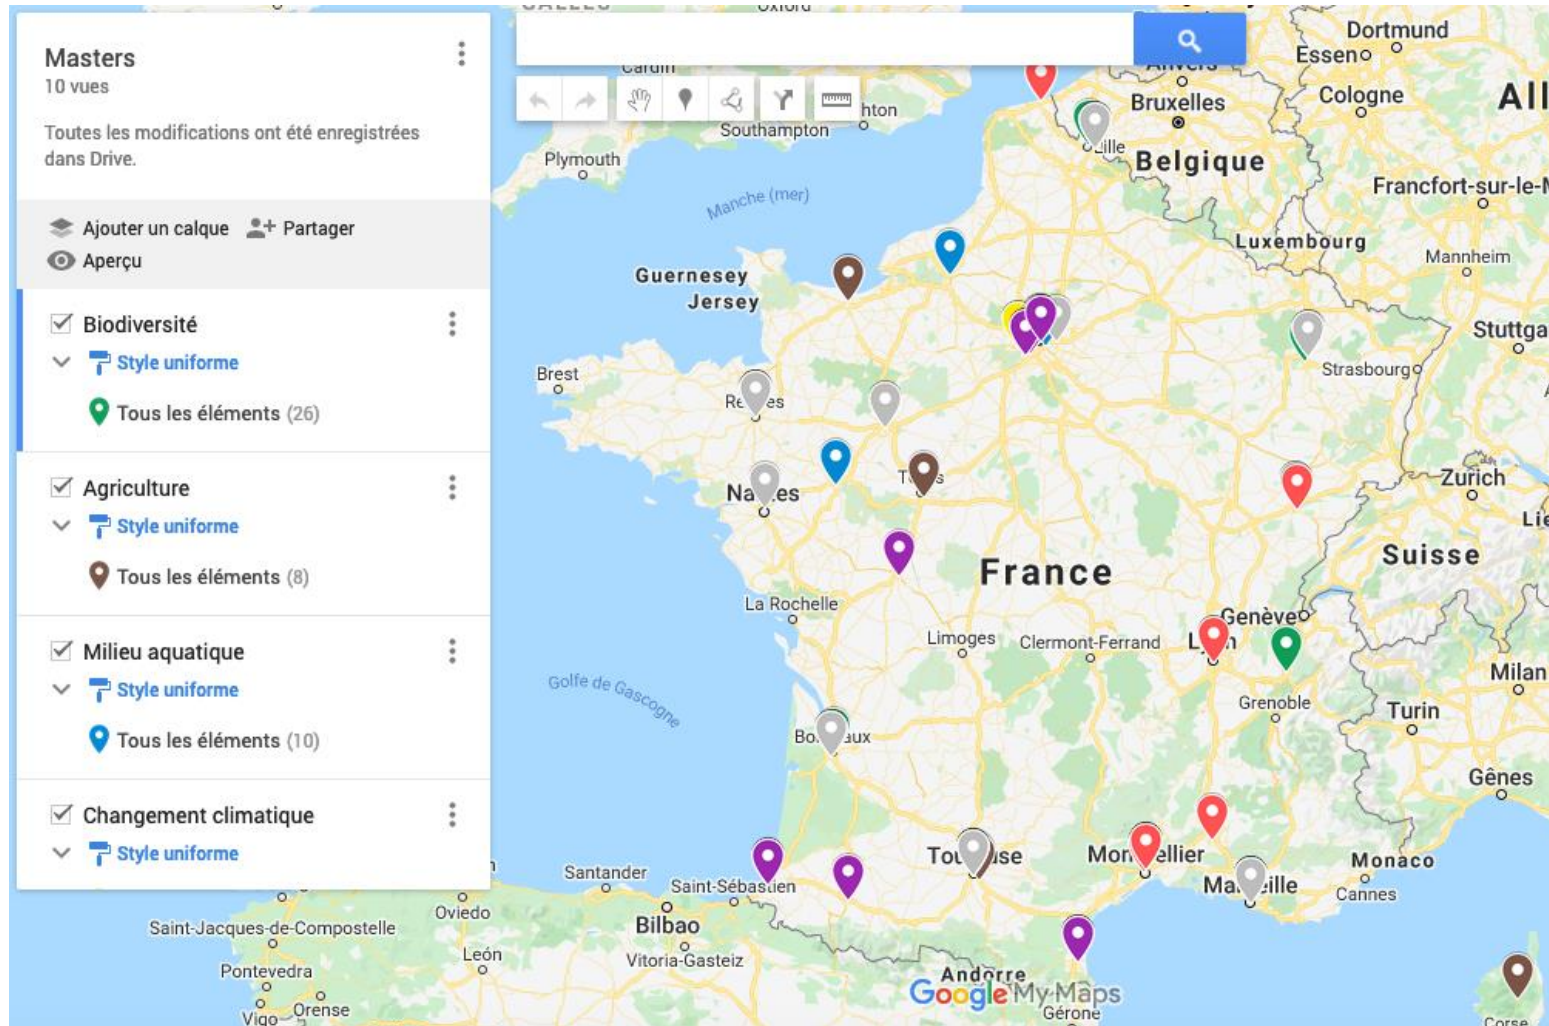 Masters
10 vues
Toutes les modifications ont été enregistrées
dans Drive.
Ajouter un calque
Partager
Aperçu
Biodiversité
Style uniforme
Tous les éléments (26)
Agriculture
Style uniforme
Tous les éléments (8)
Milieu aquatique
Style uniforme
Tous les éléments (10)
Changement climatique
Style uniforme
Oxford
Southampton
Plymouth
Manche (mer)
Guernesey
Jersey
Brest
La Rochelle
Golfe de Gascogne
France
Limoges
Clermont-Ferrand
Lille
Bruxelles
Belgique
Dortmund
Essen
Cologne
Francfort-sur-le-
Luxembourg
Mannheim
Strasbourg
Zurich
Suisse
Genève
Grenoble
Milan
Turin
Gênes
Monaco
Cannes
Santander
Saint-Sébastien
Oviedo
Bilbao
Saint-Jacques-de-Compostelle
León
Vitoria-Gasteiz
Pontevedra
Orense
Vigo
Andorre
Google My Maps
Gérone
Corse